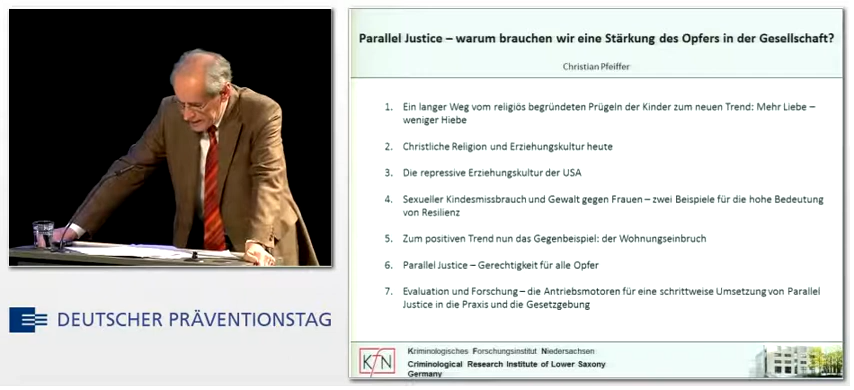 Parallel Justice – warum brauchen wir eine Stärkung des Opfers in der Gesellschaft?
Christian Pfeiffer
1. Ein langer Weg vom religiös begründeten Prügeln der Kinder zum neuen Trend: Mehr Liebe –
weniger Hiebe
2. Christliche Religion und Erziehungskultur heute
3. Die repressive Erziehungskultur der USA
4. Sexueller Kindesmissbrauch und Gewalt gegen Frauen – zwei Beispiele für die hohe Bedeutung
von Resilienz
5. Zum positiven Trend nun das Gegenbeispiel: der Wohnungseinbruch
6. Parallel Justice – Gerechtigkeit für alle Opfer
7. Evaluation und Forschung – die Antriebsmotoren für eine schrittweise Umsetzung von Parallel
Justice in die Praxis und die Gesetzgebung
DEUTSCHER PRÄVENTIONSTAG
KfN
Kriminologisches Forschungsinstitut Niedersachsen
Criminological Research Institute of Lower Saxony
Germany